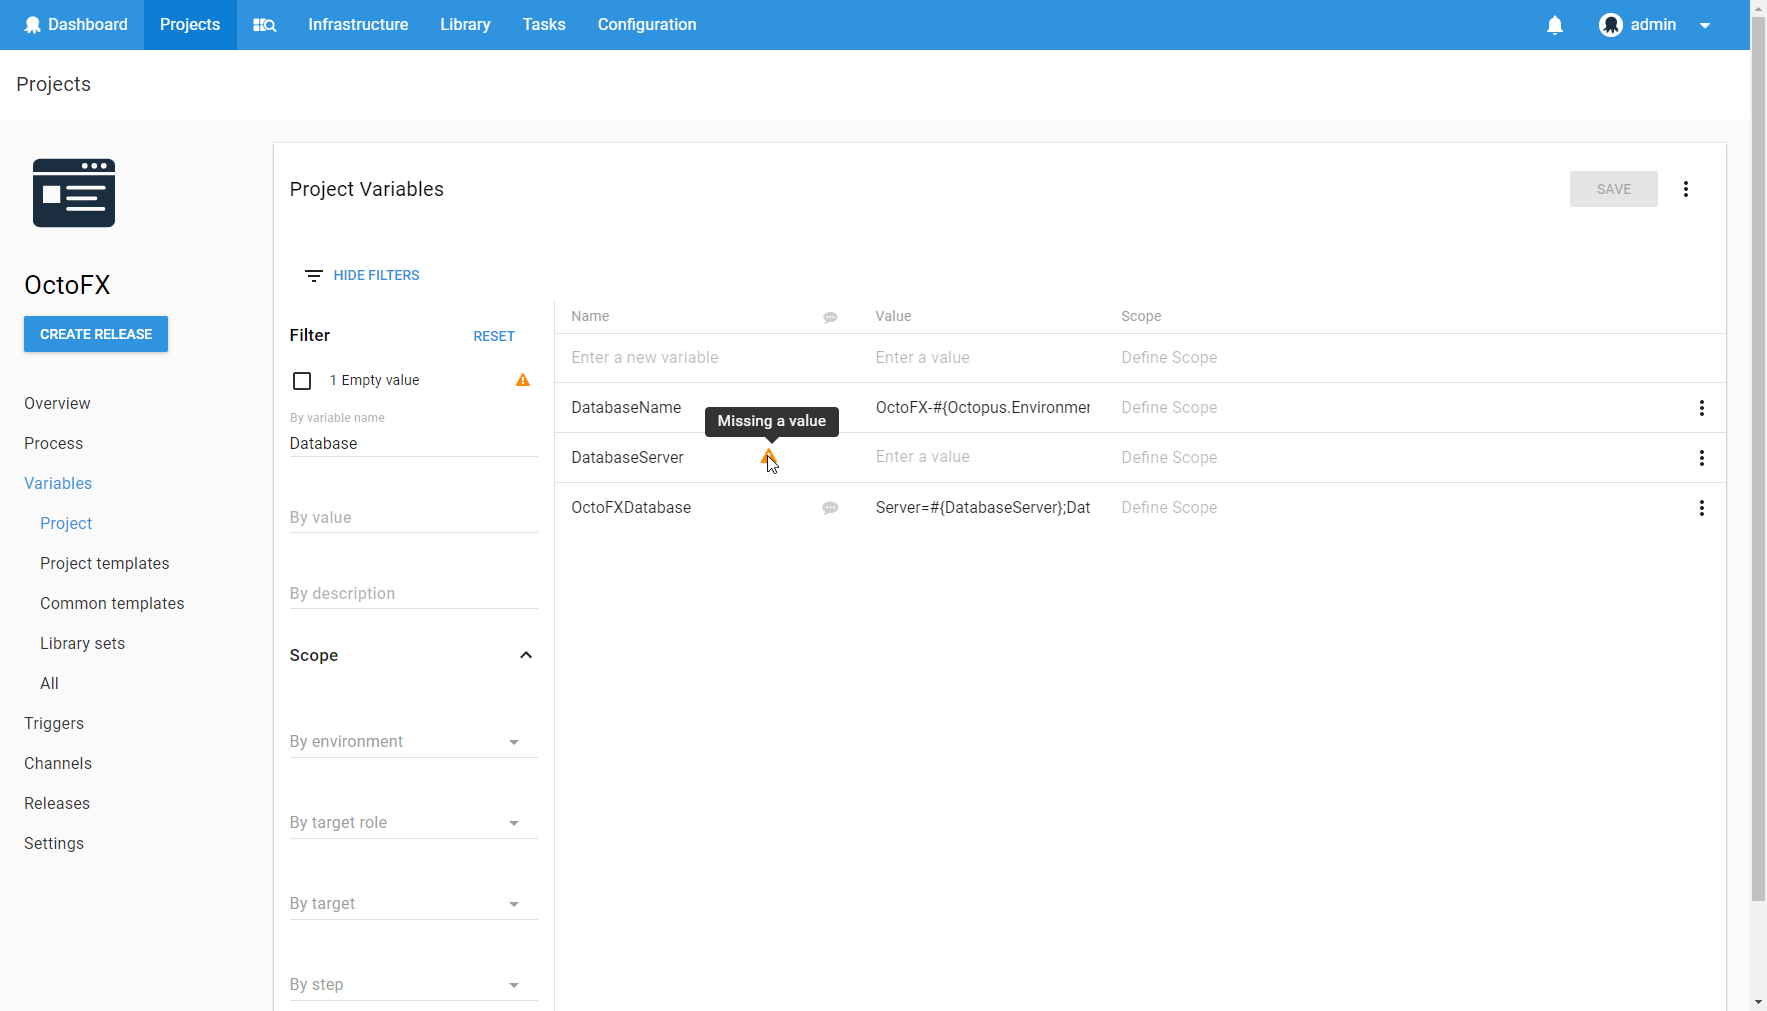 Dashboard Projects Infrastructure Library Tasks Configuration admin
Projects
Project Variables SAVE
OctoFX
CREATE RELEASE
Overview
Process
Variables
Project
Project templates
Common templates
Library sets
All
Triggers
Channels
Releases
Settings
HIDE FILTERS
Filter RESET
1 Empty value
By variable name
Database
By value
By description
Scope
By environment
By target role
By target
By step
Name Value Scope
Enter a new variable Enter a value Define Scope
DatabaseName OctoFX-#{Octopus.Environmer Define Scope
Missing a value
DatabaseServer Enter a value Define Scope
OctoFXDatabase Server=#{DatabaseServer};Dat Define Scope